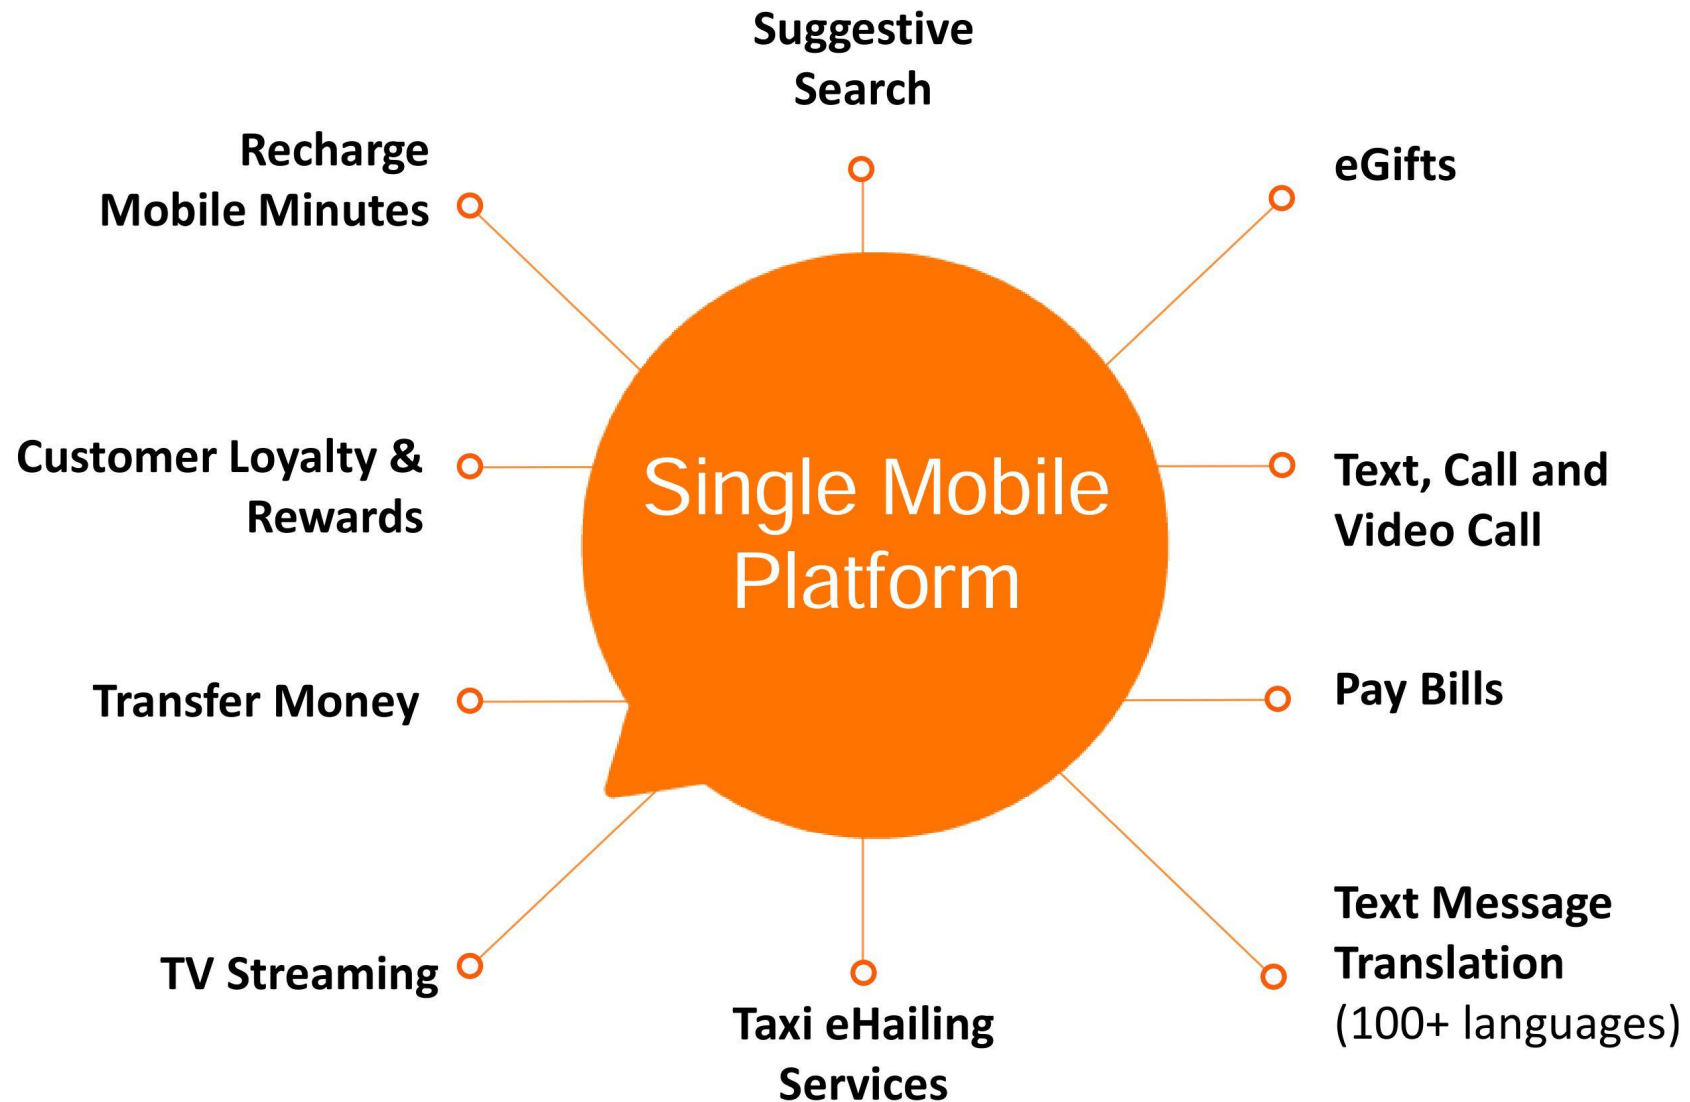 Suggestive
Search
Recharge
Mobile Minutes
eGifts
Customer Loyalty &
Rewards
Single Mobile
Platform
Text, Call and
Video Call
Transfer Money
Pay Bills
TV Streaming
Text Message
Translation
(100+ languages)
Taxi eHailing
Services